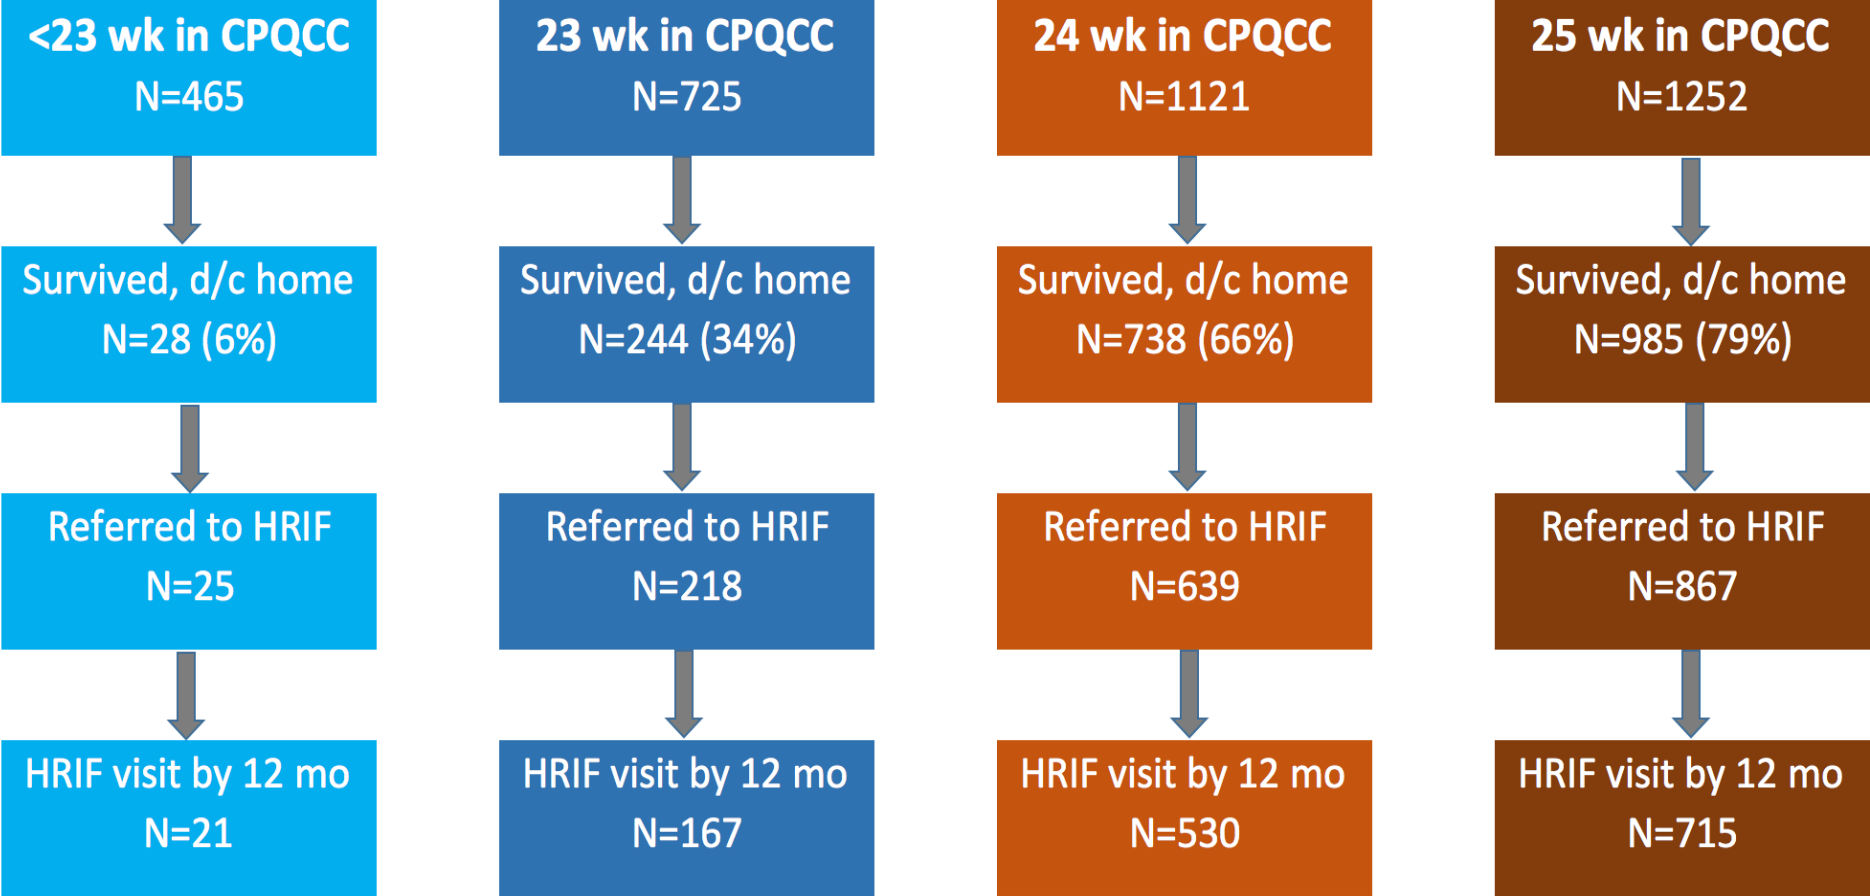 <23 wk in CPQCC
N=465
Survived, d/c home
N=28 (6%)
Referred to HRIF
N=25
HRIF visit by 12 mo
N=21
23 wk in CPQCC
N=725
Survived, d/c home
N=244 (34%)
Referred to HRIF
N=218
HRIF visit by 12 mo
N=167
24 wk in CPQCC
N=1121
Survived, d/c home
N=738 (66%)
Referred to HRIF
N=639
HRIF visit by 12 mo
N=530
25 wk in CPQCC
N=1252
Survived, d/c home
N=985 (79%)
Referred to HRIF
N=867
HRIF visit by 12 mo
N=715